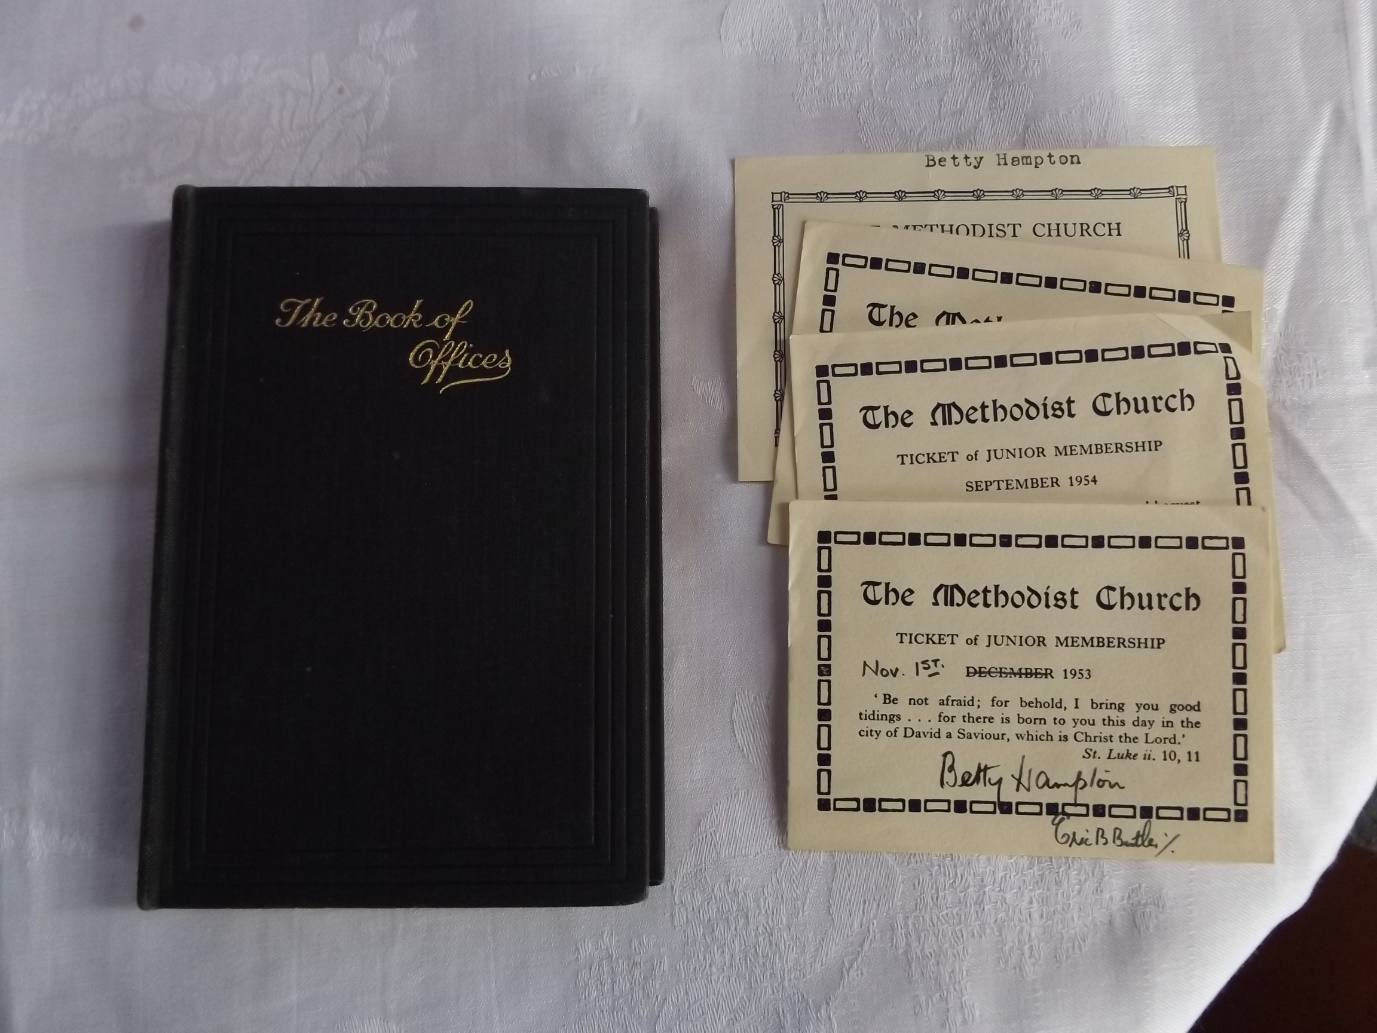 The Book of
Offices
Betty Hampton
METHODIST CHURCH
The
The Methodist Church
TICKET of JUNIOR MEMBERSHIP
SEPTEMBER 1954
The Methodist Church
TICKET of JUNIOR MEMBERSHIP
Nov. 1ST. DECEMBER 1953
'Be not afraid; for behold, I bring you good
tidings . . . for there is born to you this day in the
city of David a Saviour, which is Christ the Lord.'
St. Luke ii. 10, 11
Betty Hampton
Eric B Butler